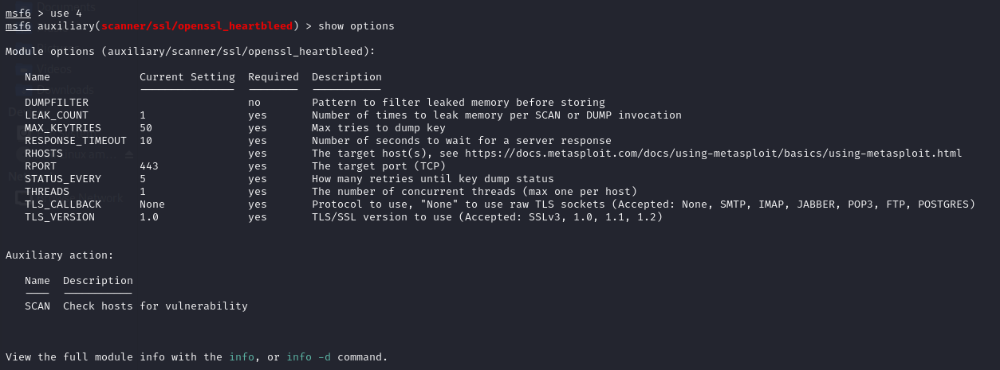 msf6 > use 4
msf6 auxiliary(scanner/ssl/openssl_heartbleed) > show options
Module options (auxiliary/scanner/ssl/openssl_heartbleed):
Name Current Setting Required Description
---- --------------- -------- -----------
DUMPFILTER no Pattern to filter leaked memory before storing
LEAK_COUNT 1 yes Number of times to leak memory per SCAN or DUMP invocation
MAX_KEYTRIES 50 yes Max tries to dump key
RESPONSE_TIMEOUT 10 yes Number of seconds to wait for a server response
RHOSTS yes The target host(s), see https://docs.metasploit.com/docs/using-metasploit/basics/using-metasploit.html
RPORT 443 yes The target port (TCP)
STATUS_EVERY 5 yes How many retries until key dump status
THREADS 1 yes The number of concurrent threads (max one per host)
TLS_CALLBACK None yes Protocol to use, "None" to use raw TLS sockets (Accepted: None, SMTP, IMAP, JABBER, POP3, FTP, POSTGRES)
TLS_VERSION 1.0 yes TLS/SSL version to use (Accepted: SSLv3, 1.0, 1.1, 1.2)
Auxiliary action:
Name Description
---- -----------
SCAN Check hosts for vulnerability
View the full module info with the info, or info -d command.